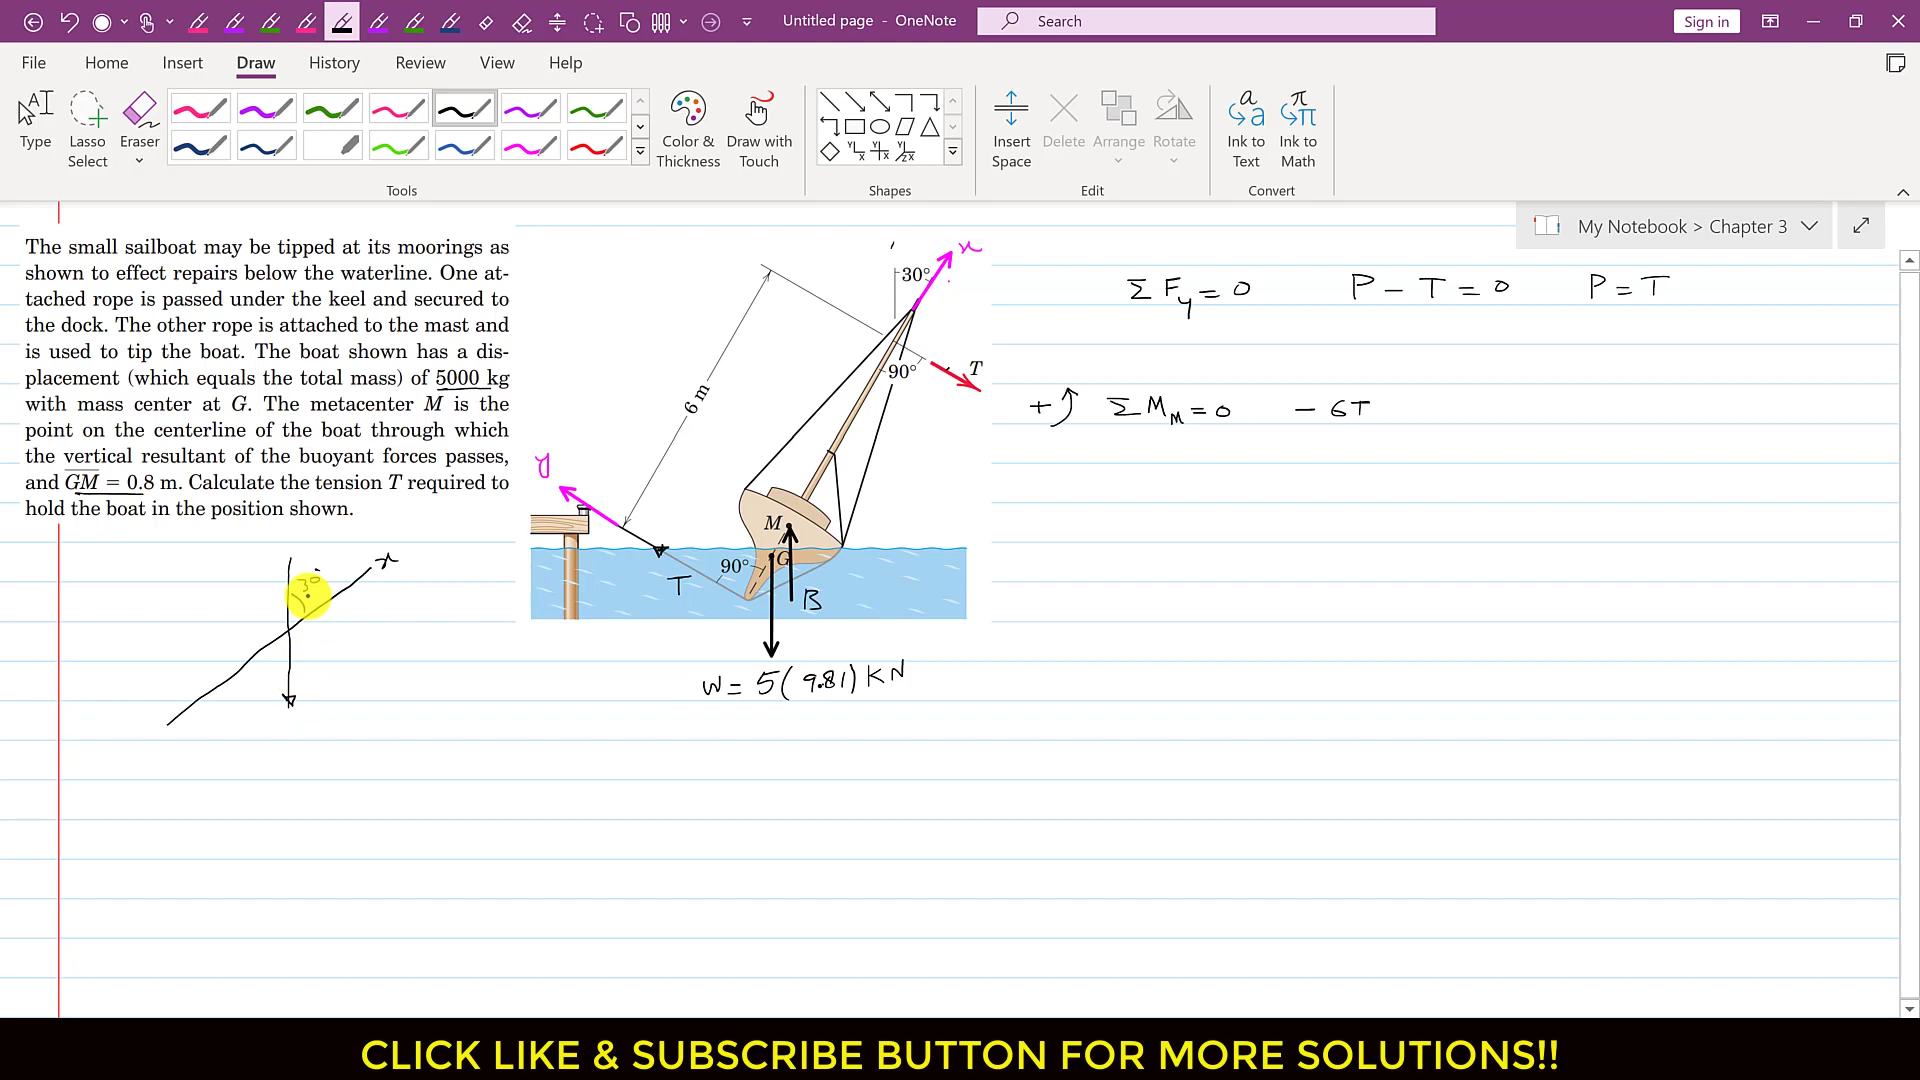 Untitled page - OneNote
Search
Sign in
File Home Insert Draw History Review View Help
Type
Lasso Select
Eraser
Color & Thickness
Draw with Touch
Insert Space
Delete
Arrange
Rotate
Ink to Text
Ink to Math
Tools
Shapes
Edit
Convert
My Notebook > Chapter 3
The small sailboat may be tipped at its moorings as
shown to effect repairs below the waterline. One at-
tached rope is passed under the keel and secured to
the dock. The other rope is attached to the mast and
is used to tip the boat. The boat shown has a dis-
placement (which equals the total mass) of 5000 kg
with mass center at G. The metacenter M is the
point on the centerline of the boat through which
the vertical resultant of the buoyant forces passes,
and GM = 0.8 m. Calculate the tension T required to
hold the boat in the position shown.
30°
x
x
30°
T
90°
6 m
y
M
G
90°
T
B
W = 5(9.81) KN
ΣFy = 0 P - T = 0 P = T
+ ΣMM = 0 - 6T
CLICK LIKE & SUBSCRIBE BUTTON FOR MORE SOLUTIONS!!